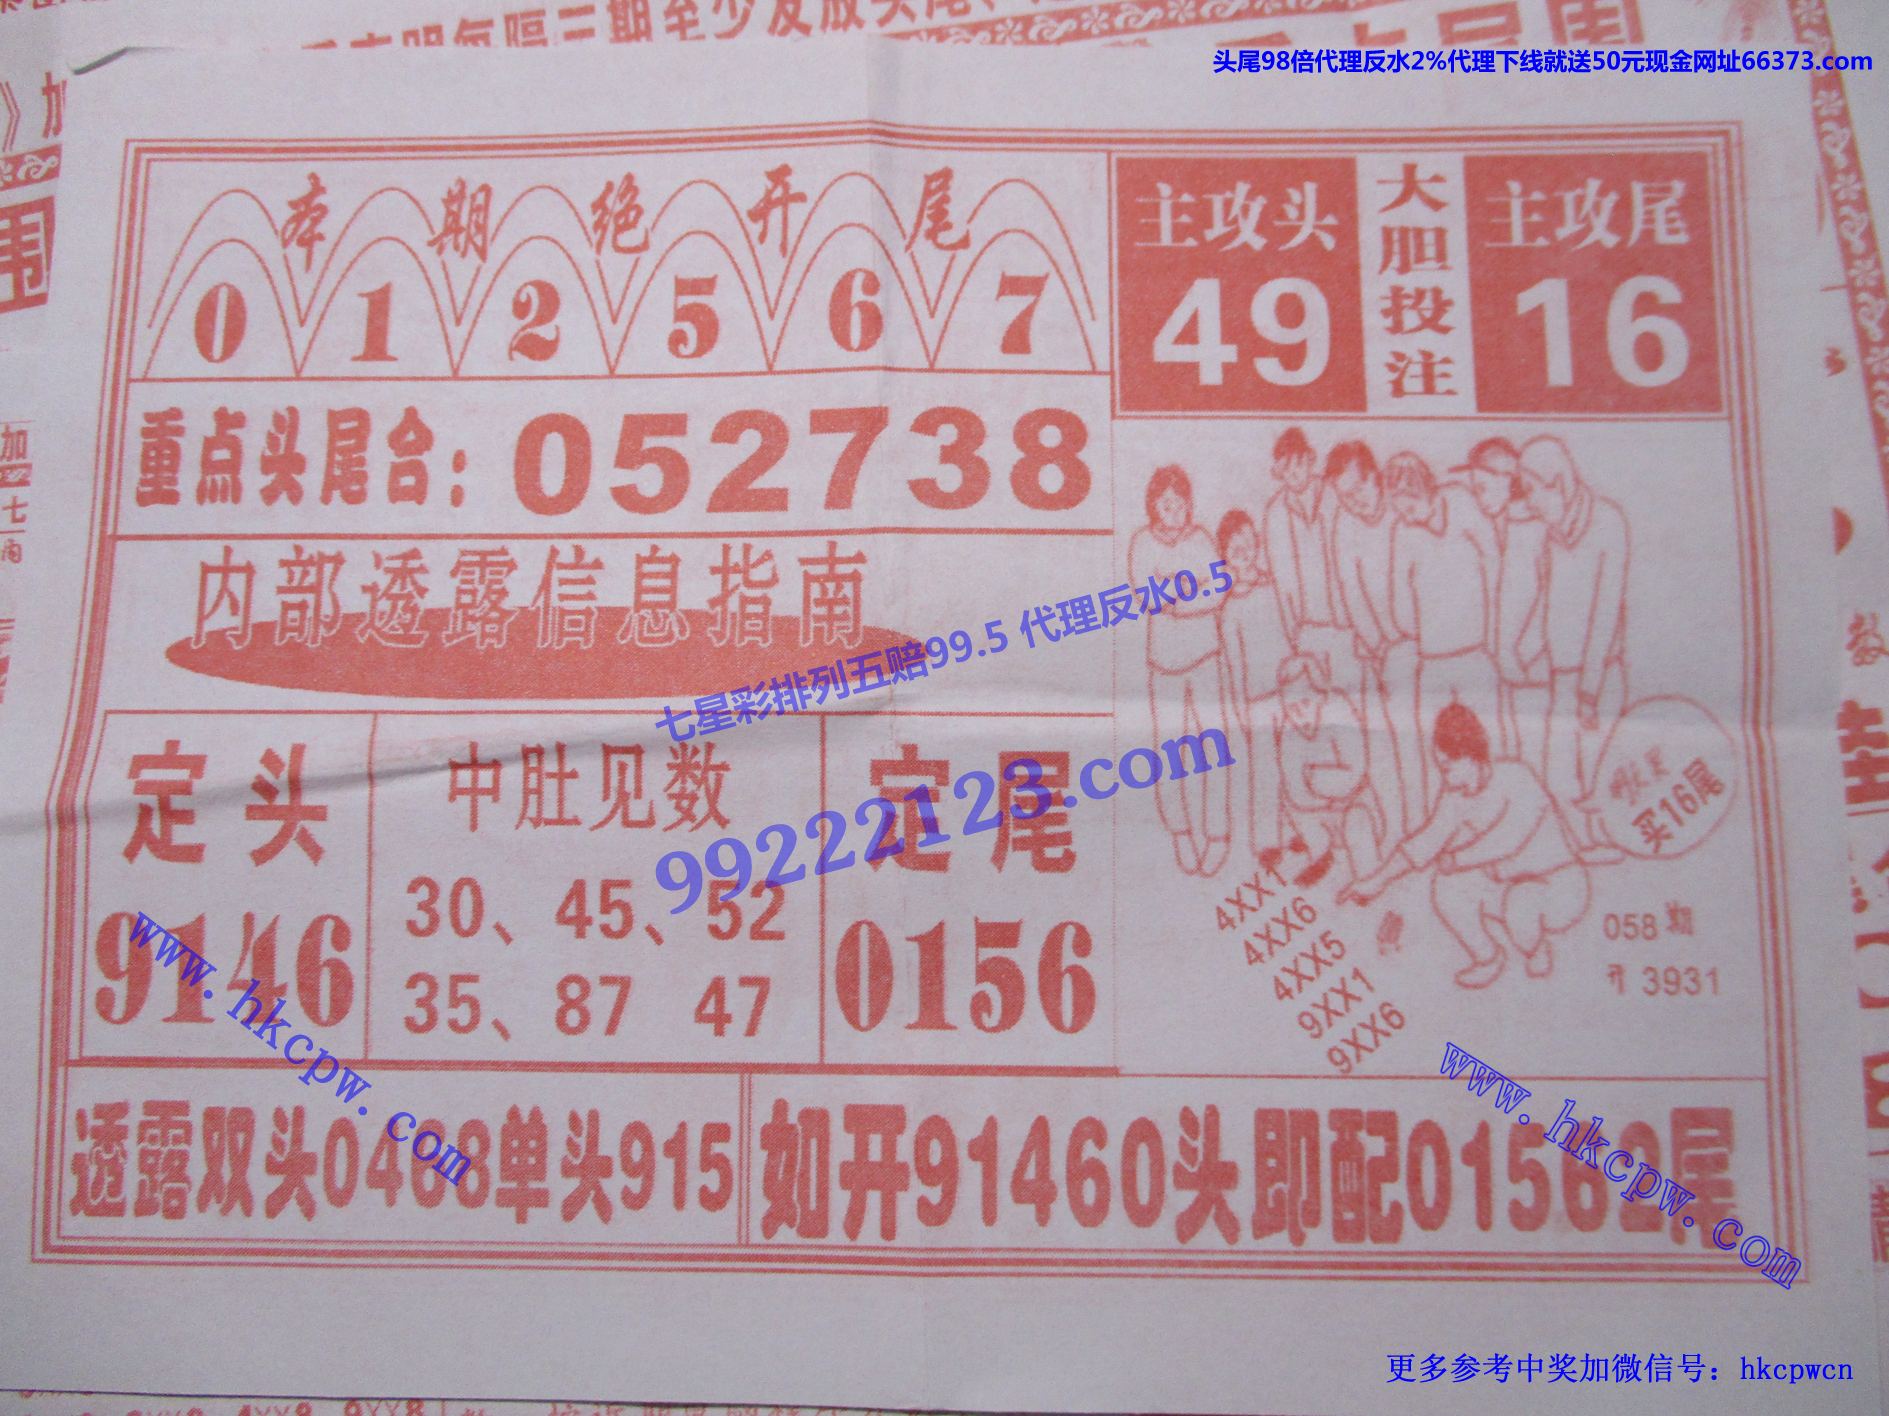 头尾98倍代理反水2%代理下线就送50元现金网址66373.com
本期绝开尾
0 1 2 5 6 7
主攻头
49
大胆投注
主攻尾
16
重点头尾合：052738
内部透露信息指南
七星彩排列五赔99.5 代理反水0.5
99222123.com
定头
9146
中肚见数
30、45、52
35、87 47
定尾
0156
买16尾
4XX1
4XX6
4XX5
9XX1
9XX6
058期
开 3931
www.hkcpw.com
www.hkcpw.com
透露双头0468单头915
如开91460头即配01562尾
更多参考中奖加微信号：hkcpwcn